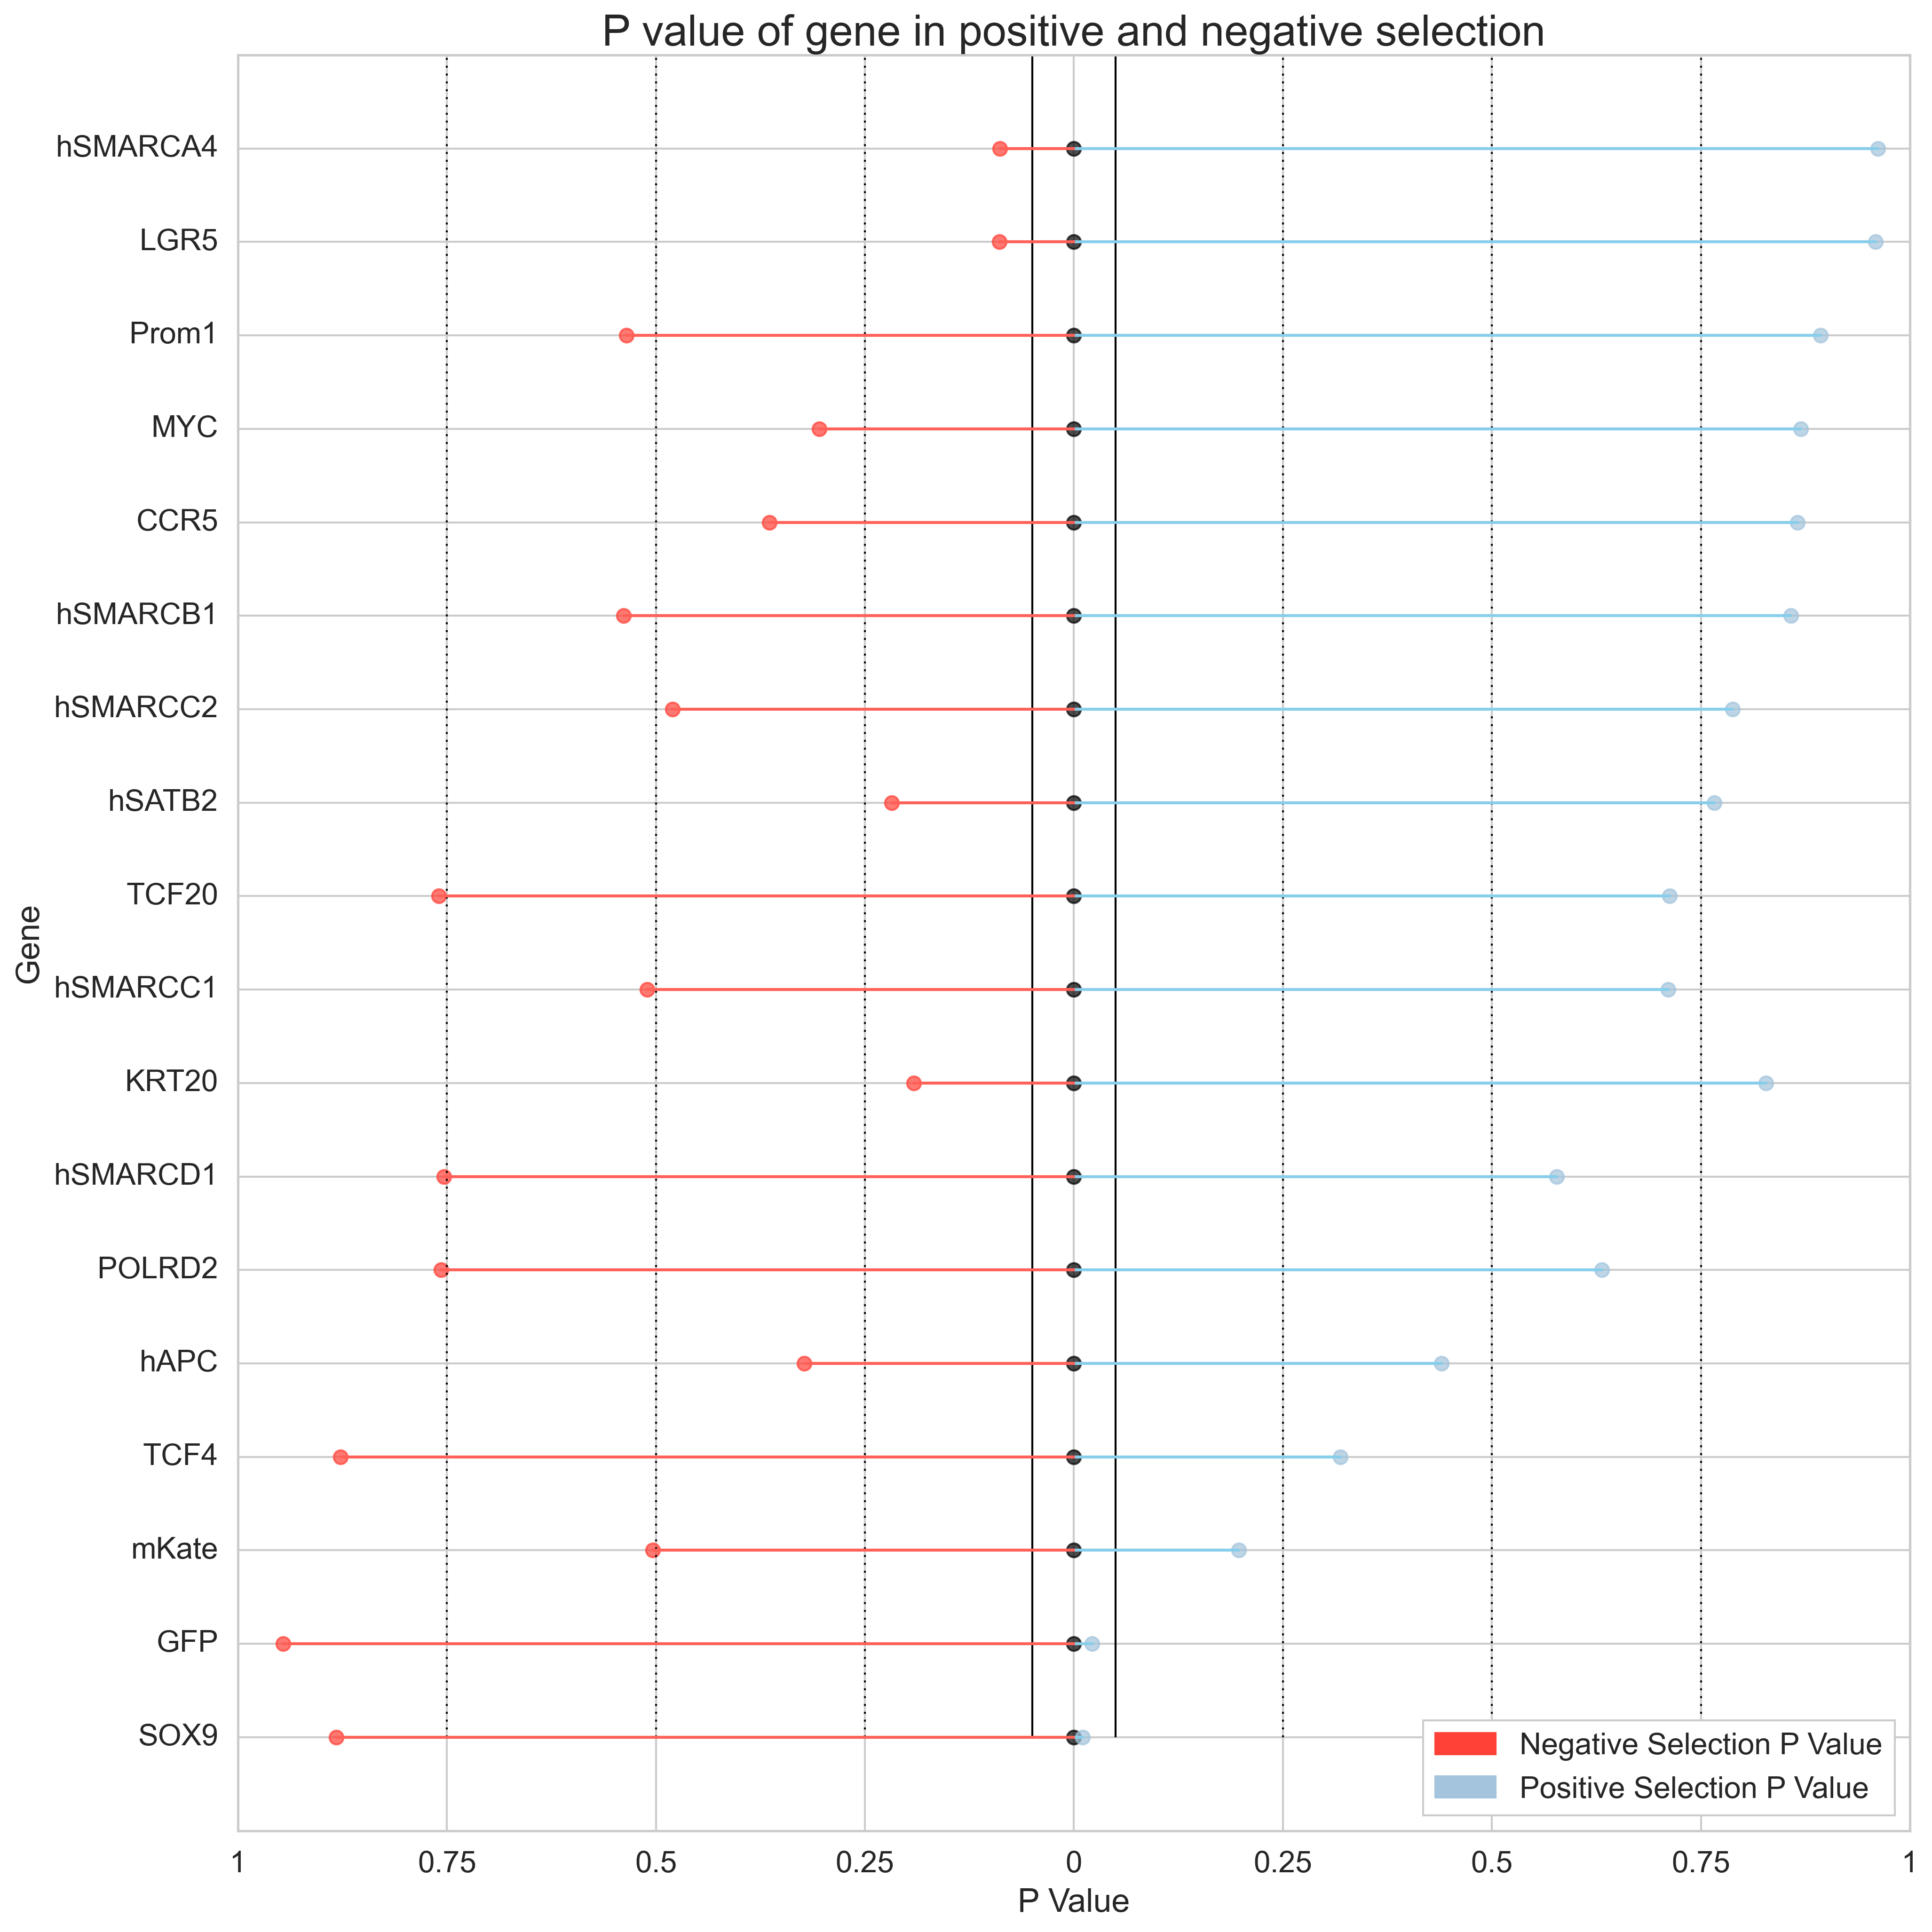 P value of gene in positive and negative selection
hSMARCA4
LGR5
Prom1
MYC
CCR5
hSMARCB1
hSMARCC2
hSATB2
TCF20
hSMARCC1
KRT20
hSMARCD1
POLRD2
hAPC
TCF4
mKate
GFP
SOX9
Gene
Negative Selection P Value
Positive Selection P Value
1 0.75 0.5 0.25 0 0.25 0.5 0.75 1
P Value